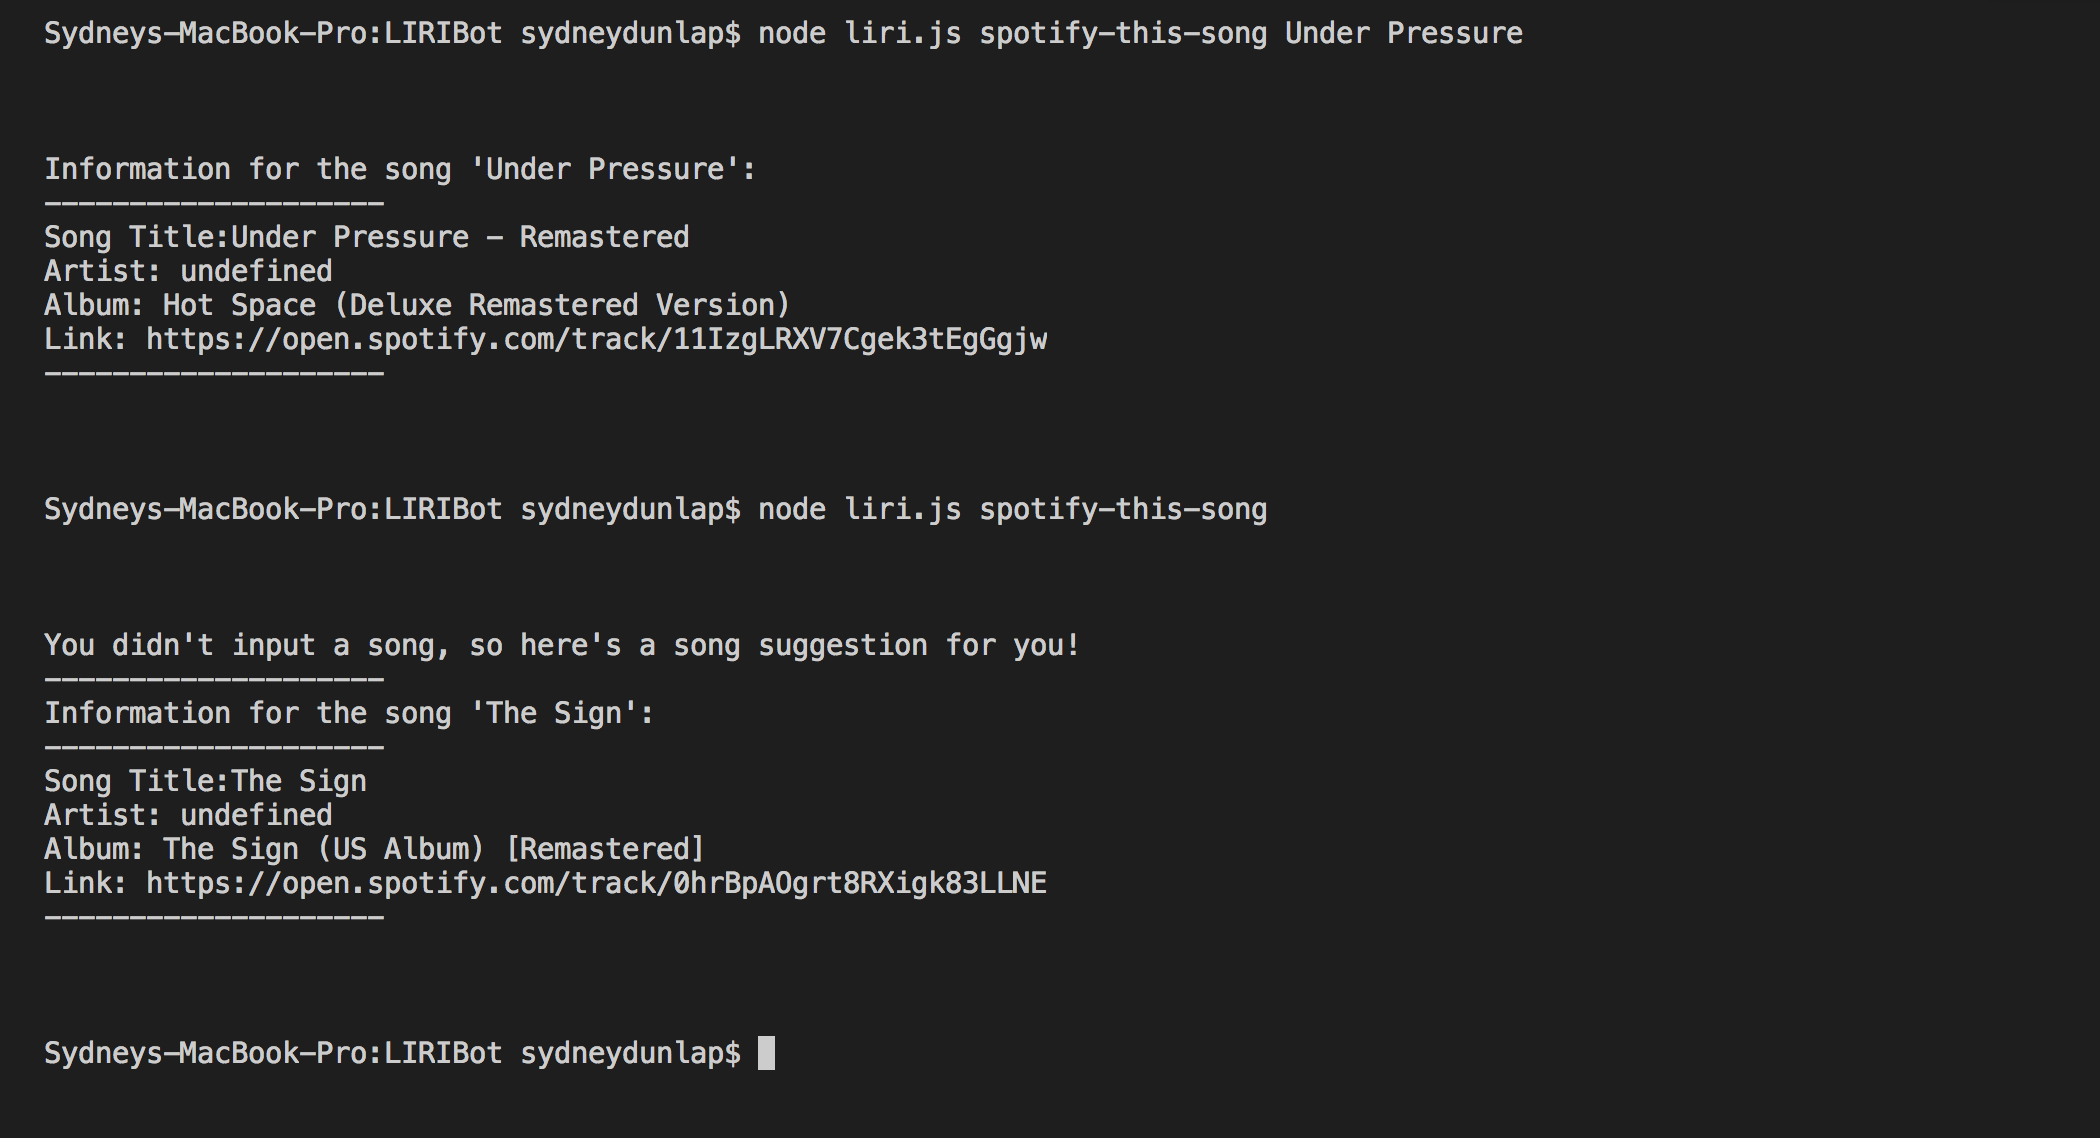 Sydneys-MacBook-Pro:LIRIBot sydneydunlap$ node liri.js spotify-this-song Under Pressure
Information for the song 'Under Pressure':
--------------------
Song Title:Under Pressure - Remastered
Artist: undefined
Album: Hot Space (Deluxe Remastered Version)
Link: https://open.spotify.com/track/11IzgLRXV7Cgek3tEgGgjw
--------------------
Sydneys-MacBook-Pro:LIRIBot sydneydunlap$ node liri.js spotify-this-song
You didn't input a song, so here's a song suggestion for you!
--------------------
Information for the song 'The Sign':
--------------------
Song Title:The Sign
Artist: undefined
Album: The Sign (US Album) [Remastered]
Link: https://open.spotify.com/track/0hrBpAOgrt8RXigk83LLNE
--------------------
Sydneys-MacBook-Pro:LIRIBot sydneydunlap$